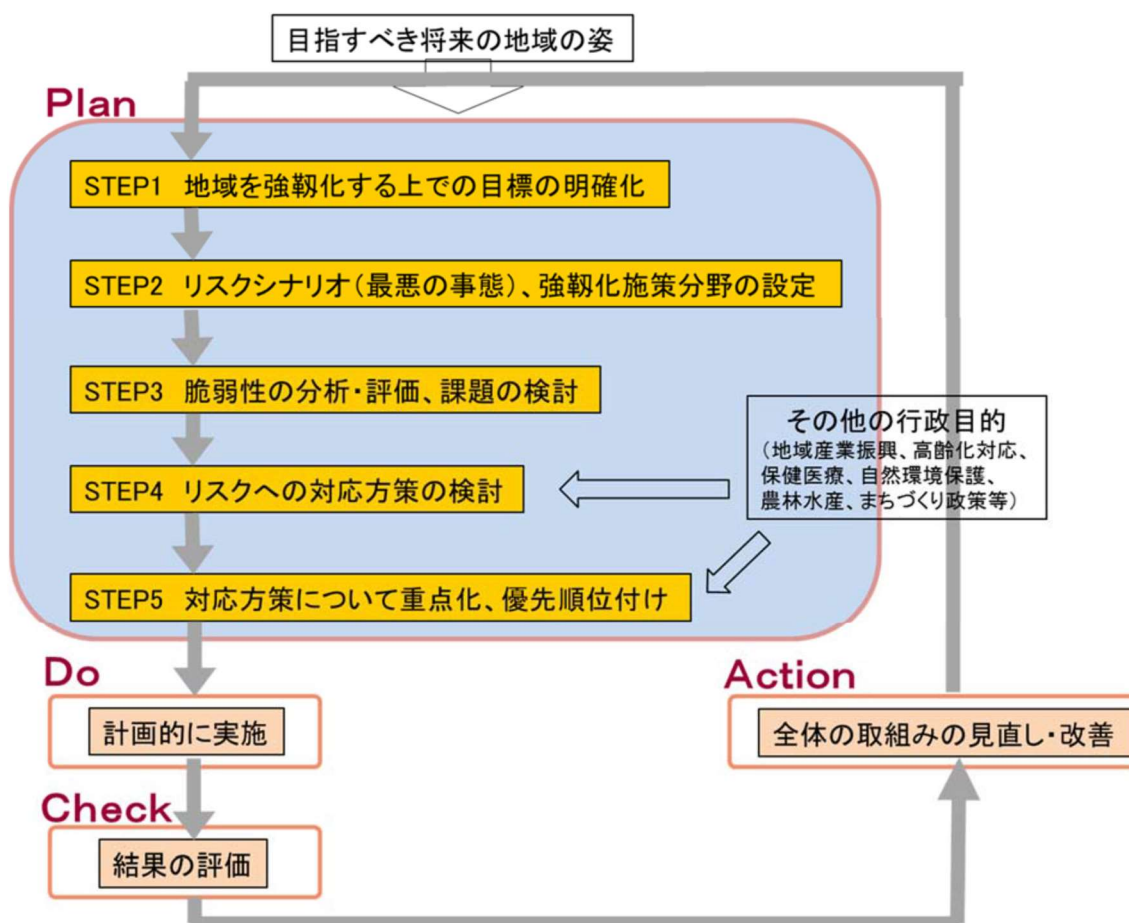 目指すべき将来の地域の姿
Plan
STEP1 地域を強靱化する上での目標の明確化
STEP2 リスクシナリオ(最悪の事態)、強靱化施策分野の設定
STEP3 脆弱性の分析・評価、課題の検討
その他の行政目的
(地域産業振興、高齢化対応、
保健医療、自然環境保護、
農林水産、まちづくり政策等)
STEP4 リスクへの対応方策の検討
STEP5 対応方策について重点化、優先順位付け
Do
計画的に実施
Action
全体の取組みの見直し・改善
Check
結果の評価